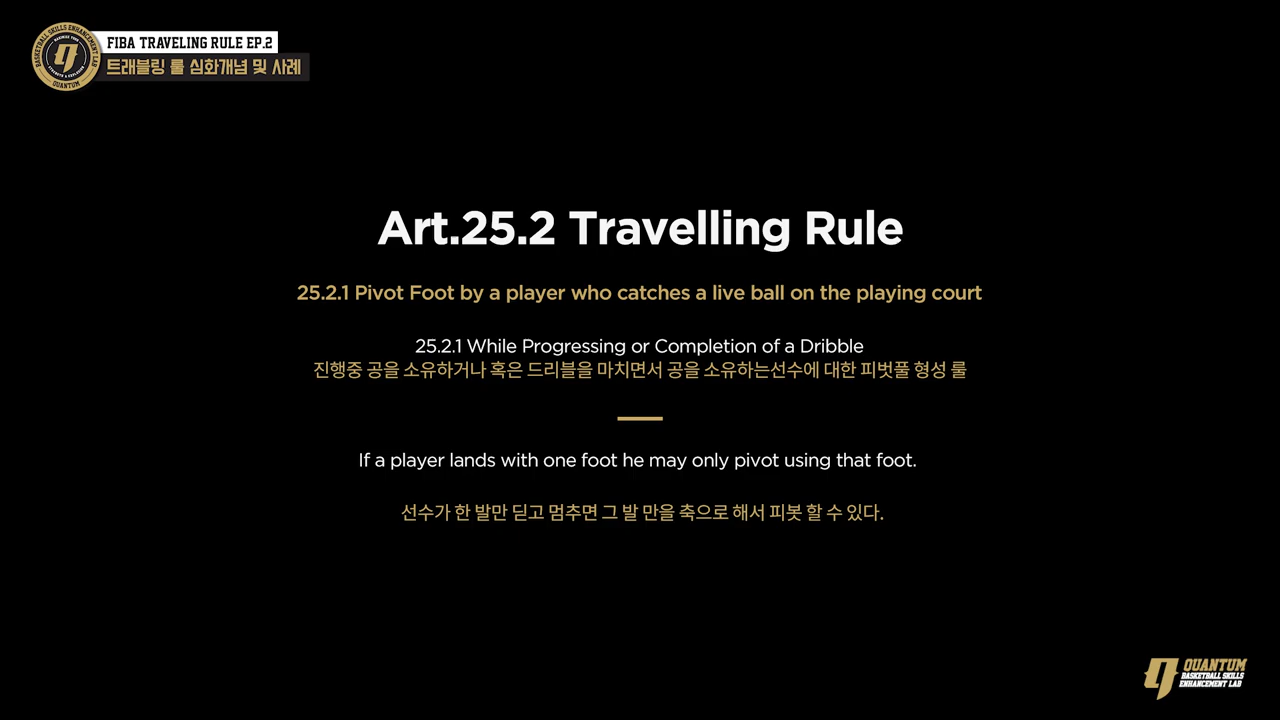 FIBA TRAVELING RULE EP.2
트래블링 룰 심화개념 및 사례
BASKETBALL SKILLS ENHANCEMENT LAB
QUANTUM
Art.25.2 Travelling Rule
25.2.1 Pivot Foot by a player who catches a live ball on the playing court
25.2.1 While Progressing or Completion of a Dribble
진행중 공을 소유하거나 혹은 드리블을 마치면서 공을 소유하는선수에 대한 피벗풀 형성 룰
If a player lands with one foot he may only pivot using that foot.
선수가 한 발만 딛고 멈추면 그 발 만을 축으로 해서 피봇 할 수 있다.
QUANTUM
BASKETBALL SKILLS
ENHANCEMENT LAB